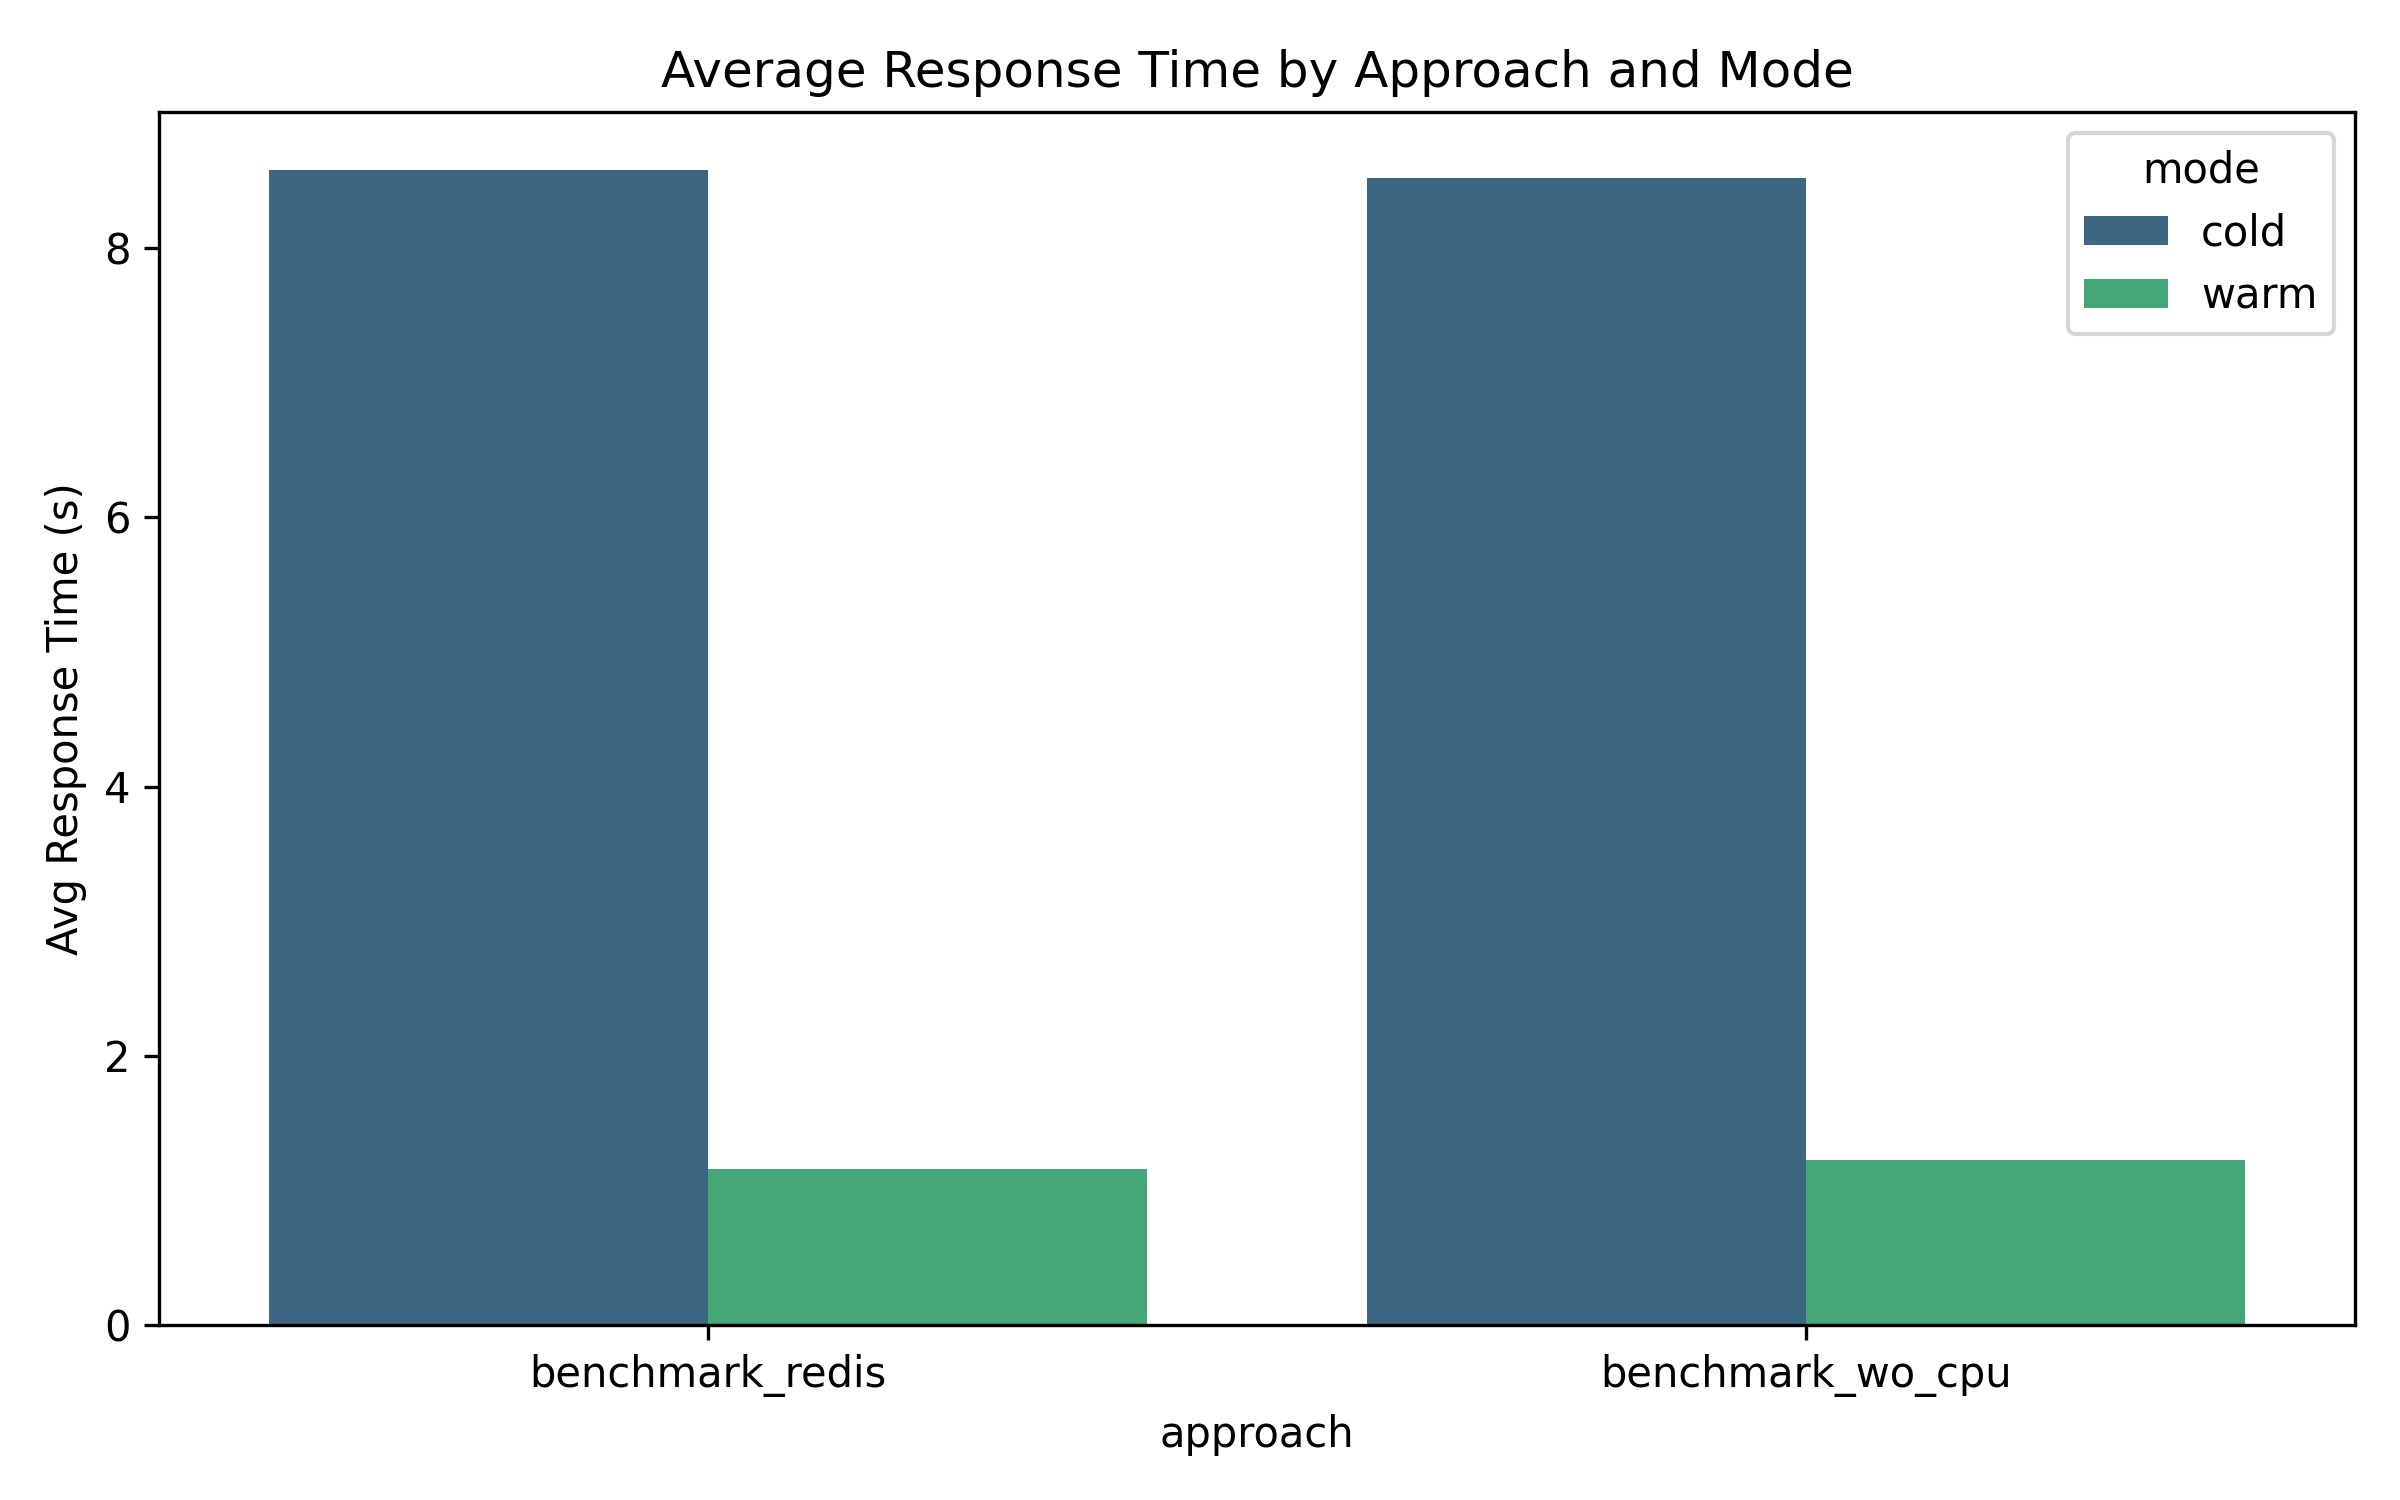 Average Response Time by Approach and Mode
mode
cold
warm
Avg Response Time (s)
8
6
4
2
0
benchmark_redis
benchmark_wo_cpu
approach